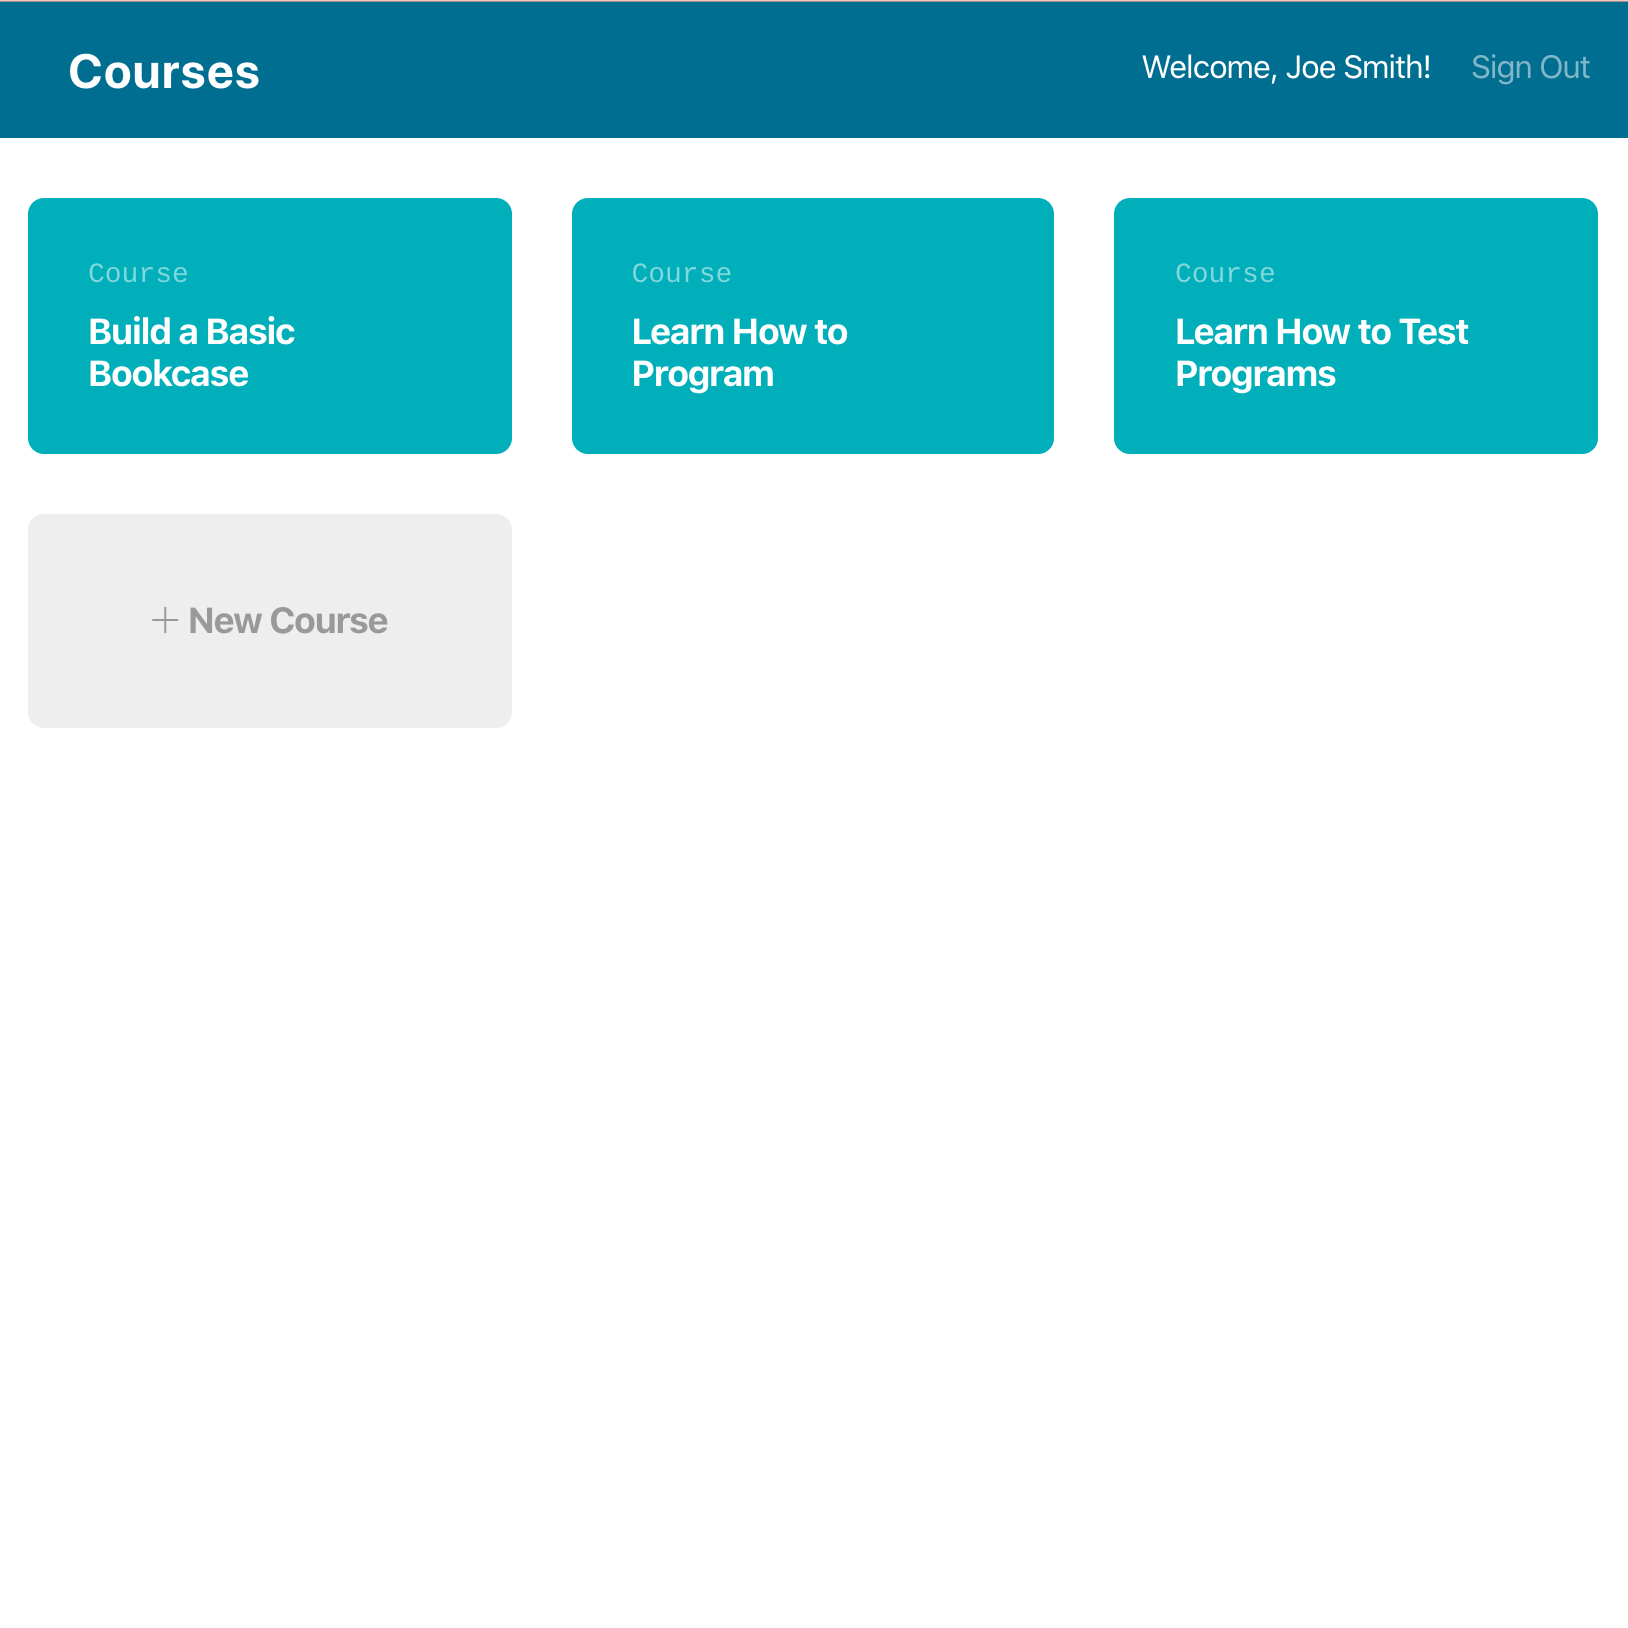 Courses
Welcome, Joe Smith!
Sign Out
Course
Build a Basic
Bookcase
Course
Learn How to
Program
Course
Learn How to Test
Programs
+ New Course